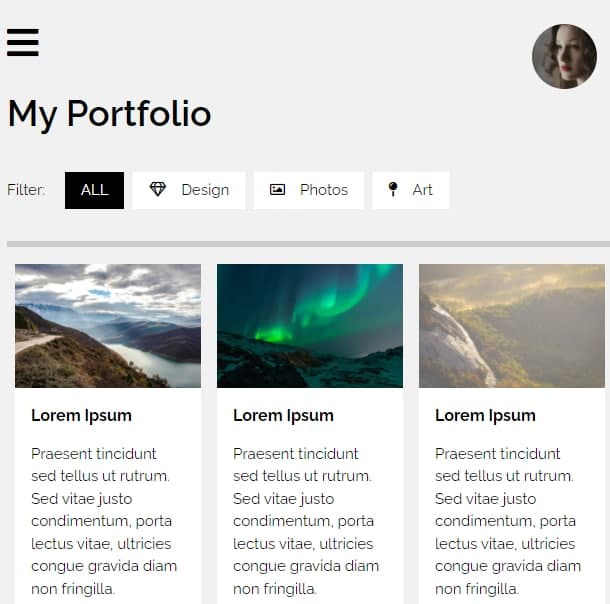 My Portfolio
Filter: ALL Design Photos Art
Lorem Ipsum
Praesent tincidunt
sed tellus ut rutrum.
Sed vitae justo
condimentum, porta
lectus vitae, ultricies
congue gravida diam
non fringilla.
Lorem Ipsum
Praesent tincidunt
sed tellus ut rutrum.
Sed vitae justo
condimentum, porta
lectus vitae, ultricies
congue gravida diam
non fringilla.
Lorem Ipsum
Praesent tincidunt
sed tellus ut rutrum.
Sed vitae justo
condimentum, porta
lectus vitae, ultricies
congue gravida diam
non fringilla.